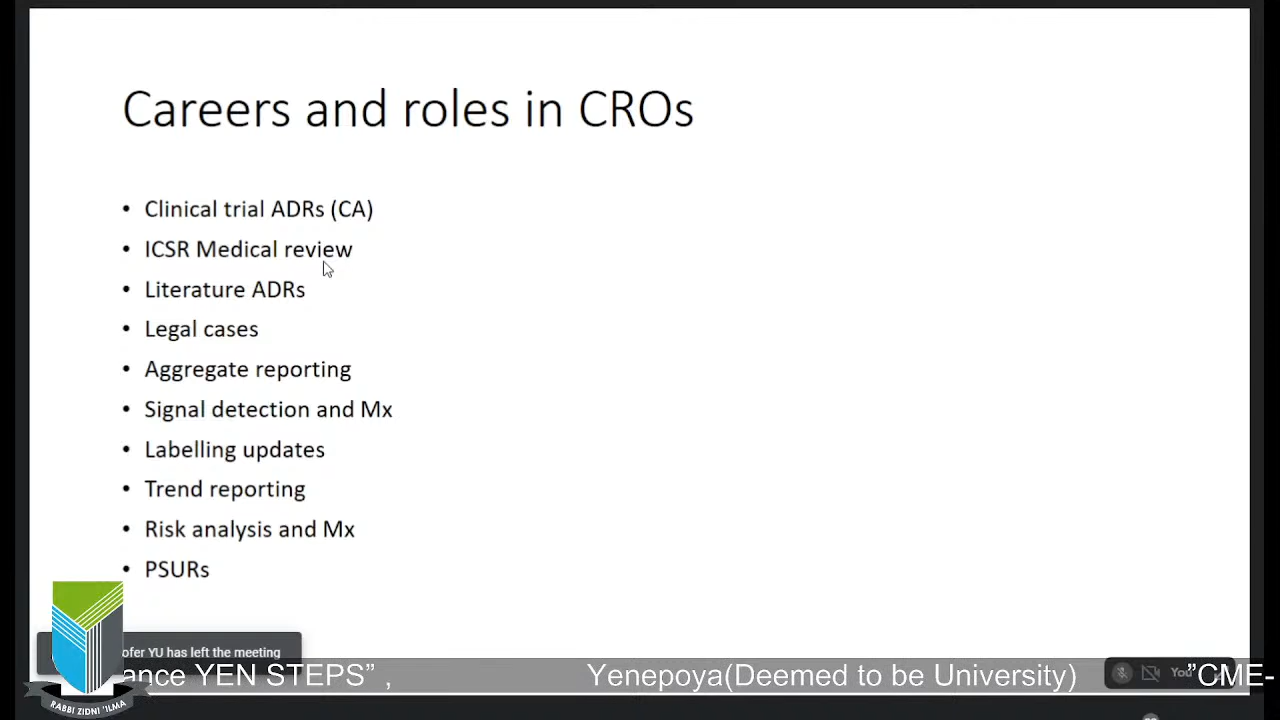 Careers and roles in CROs
• Clinical trial ADRs (CA)
• ICSR Medical review
• Literature ADRs
• Legal cases
• Aggregate reporting
• Signal detection and Mx
• Labelling updates
• Trend reporting
• Risk analysis and Mx
• PSURs
ofer YU has left the meeting
ance YEN STEPS” , Yenepoya(Deemed to be University) ”CME-
You
RABBI ZIDNI 'ILMA